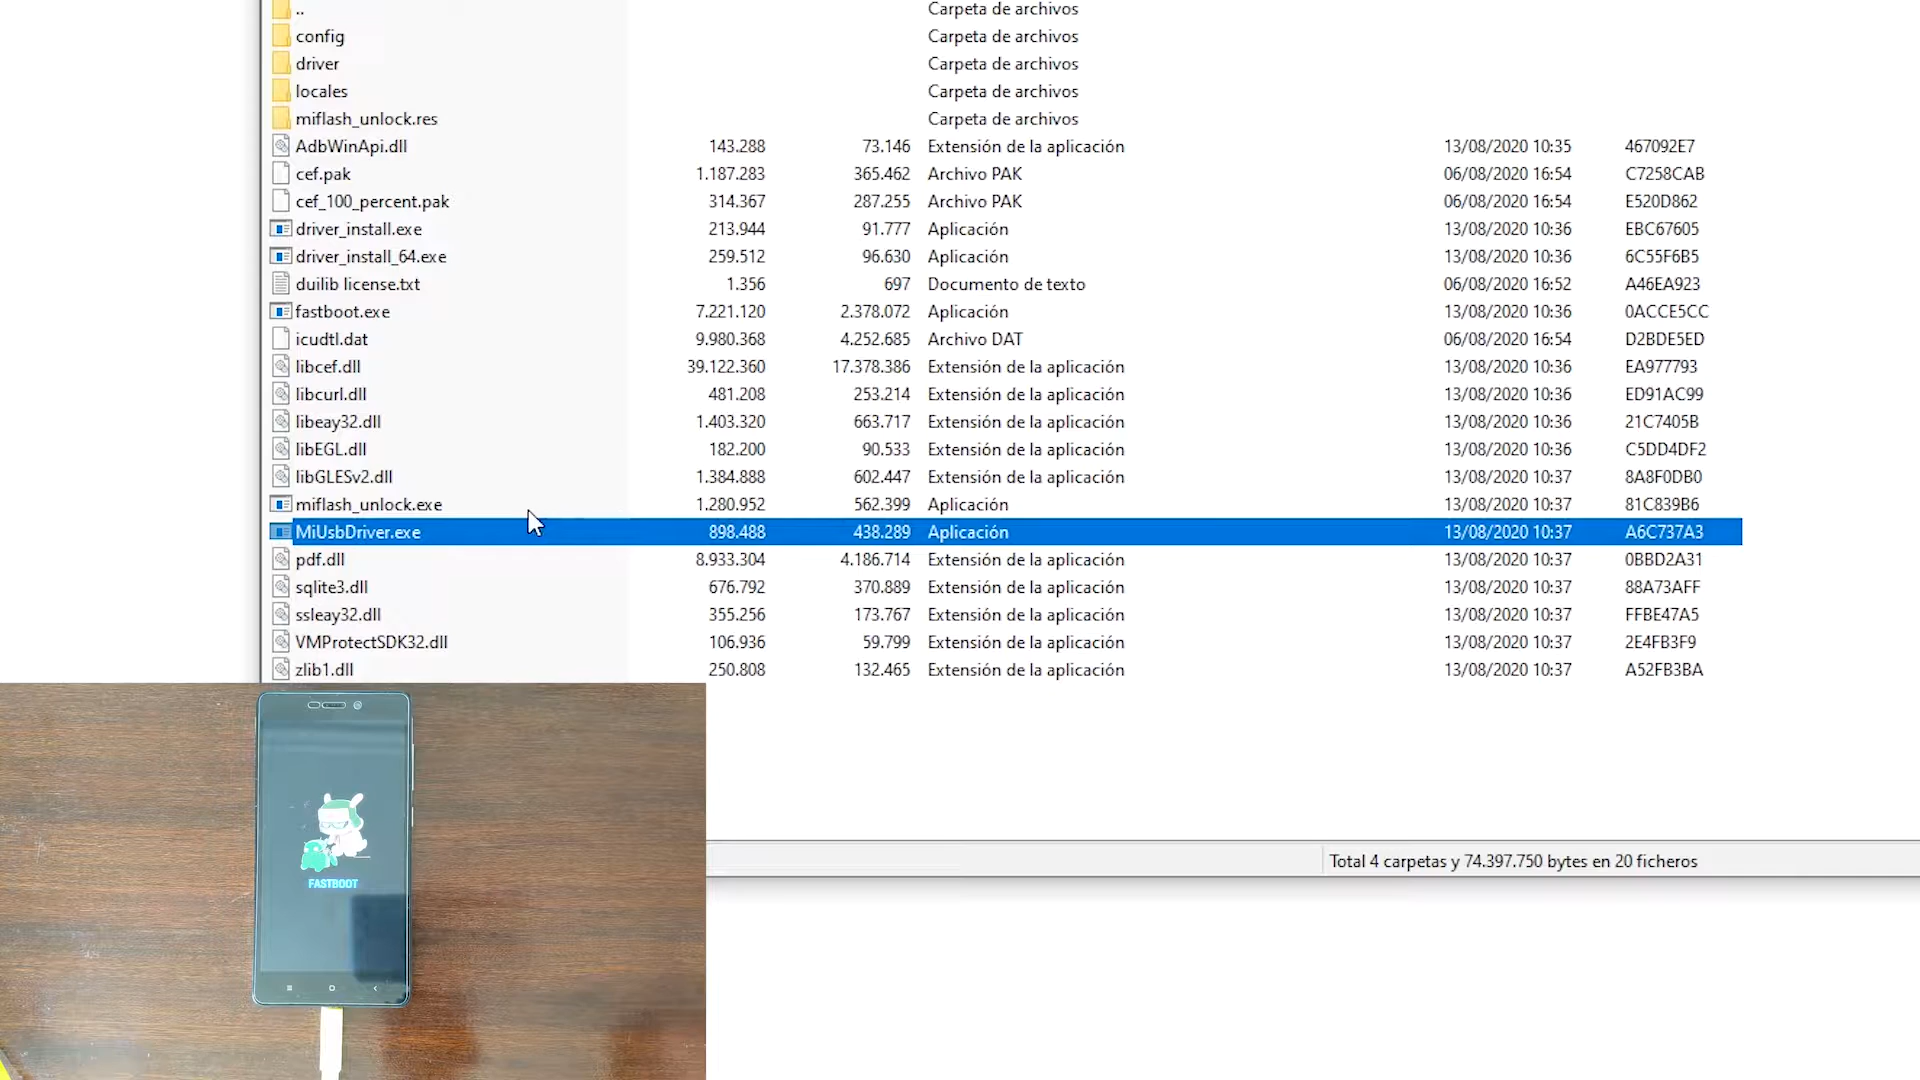 .. Carpeta de archivos
config Carpeta de archivos
driver Carpeta de archivos
locales Carpeta de archivos
miflash_unlock.res Carpeta de archivos
AdbWinApi.dll 143.288 73.146 Extensión de la aplicación 13/08/2020 10:35 467092E7
cef.pak 1.187.283 365.462 Archivo PAK 06/08/2020 16:54 C7258CAB
cef_100_percent.pak 314.367 287.255 Archivo PAK 06/08/2020 16:54 E520D862
driver_install.exe 213.944 91.777 Aplicación 13/08/2020 10:36 EBC67605
driver_install_64.exe 259.512 96.630 Aplicación 13/08/2020 10:36 6C55F6B5
duilib license.txt 1.356 697 Documento de texto 06/08/2020 16:52 A46EA923
fastboot.exe 7.221.120 2.378.072 Aplicación 13/08/2020 10:36 0ACCE5CC
icudtl.dat 9.980.368 4.252.685 Archivo DAT 06/08/2020 16:54 D2BDE5ED
libcef.dll 39.122.360 17.378.386 Extensión de la aplicación 13/08/2020 10:36 EA977793
libcurl.dll 481.208 253.214 Extensión de la aplicación 13/08/2020 10:36 ED91AC99
libeay32.dll 1.403.320 663.717 Extensión de la aplicación 13/08/2020 10:36 21C7405B
libEGL.dll 182.200 90.533 Extensión de la aplicación 13/08/2020 10:36 C5DD4DF2
libGLESv2.dll 1.384.888 602.447 Extensión de la aplicación 13/08/2020 10:37 8A8F0DB0
miflash_unlock.exe 1.280.952 562.399 Aplicación 13/08/2020 10:37 81C839B6
MiUsbDriver.exe 898.488 438.289 Aplicación 13/08/2020 10:37 A6C737A3
pdf.dll 8.933.304 4.186.714 Extensión de la aplicación 13/08/2020 10:37 0BBD2A31
sqlite3.dll 676.792 370.889 Extensión de la aplicación 13/08/2020 10:37 88A73AFF
ssleay32.dll 355.256 173.767 Extensión de la aplicación 13/08/2020 10:37 FFBE47A5
VMProtectSDK32.dll 106.936 59.799 Extensión de la aplicación 13/08/2020 10:37 2E4FB3F9
zlib1.dll 250.808 132.465 Extensión de la aplicación 13/08/2020 10:37 A52FB3BA
Total 4 carpetas y 74.397.750 bytes en 20 ficheros
FASTBOOT